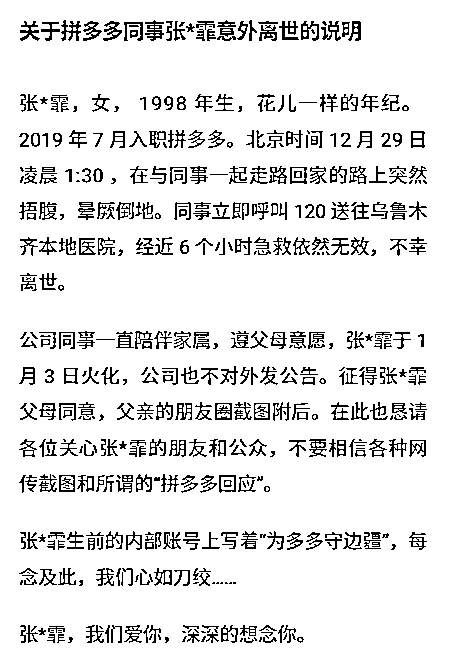 关于拼多多同事张*霏意外离世的说明
张*霏，女， 1998 年生，花儿一样的年纪。
2019 年 7 月入职拼多多。北京时间 12 月 29 日
凌晨 1:30 ，在与同事一起走路回家的路上突然
捂腹，晕厥倒地。同事立即呼叫 120 送往乌鲁木
齐本地医院，经近 6 个小时急救依然无效，不幸
离世。
公司同事一直陪伴家属，遵父母意愿，张*霏于 1
月 3 日火化，公司也不对外发公告。征得张*霏
父母同意，父亲的朋友圈截图附后。在此也恳请
各位关心张*霏的朋友和公众，不要相信各种网
传截图和所谓的“拼多多回应”。
张*霏生前的内部账号上写着“为多多守边疆”，每
念及此，我们心如刀绞......
张*霏，我们爱你，深深的想念你。